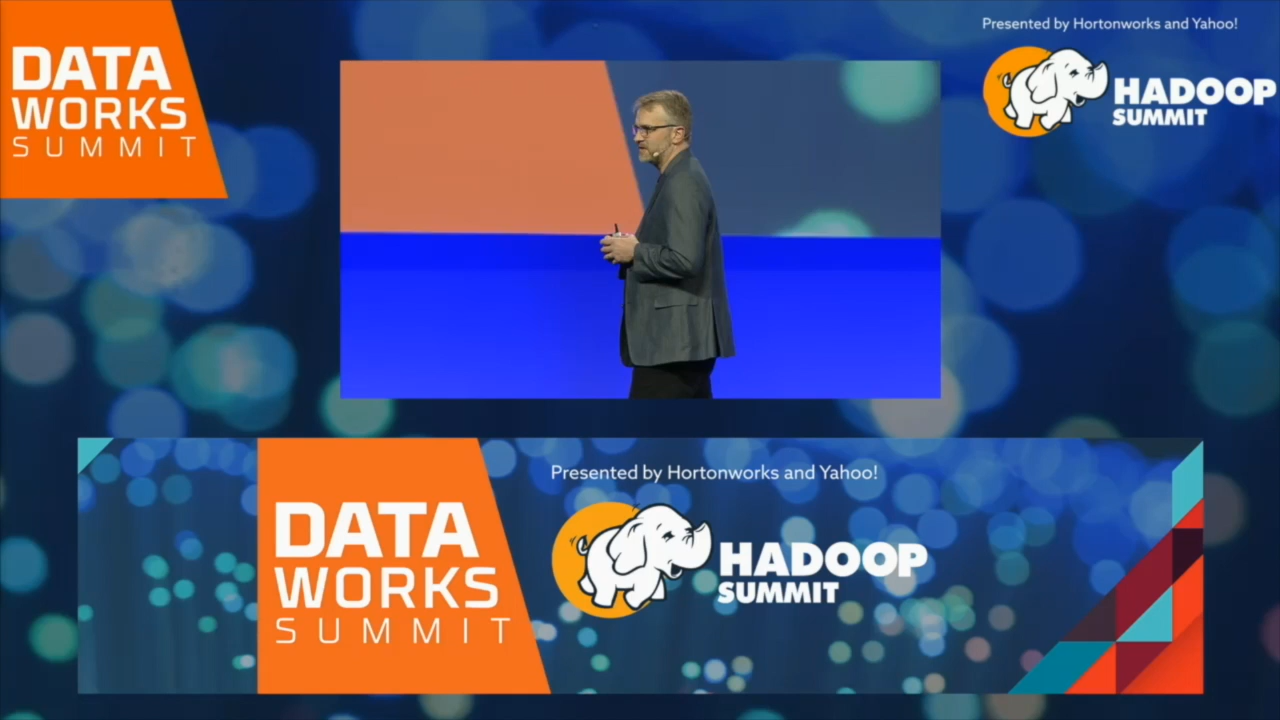 DATA
WORKS
SUMMIT
Presented by Hortonworks and Yahoo!
HADOOP
SUMMIT
DATA
WORKS
SUMMIT
Presented by Hortonworks and Yahoo!
HADOOP
SUMMIT